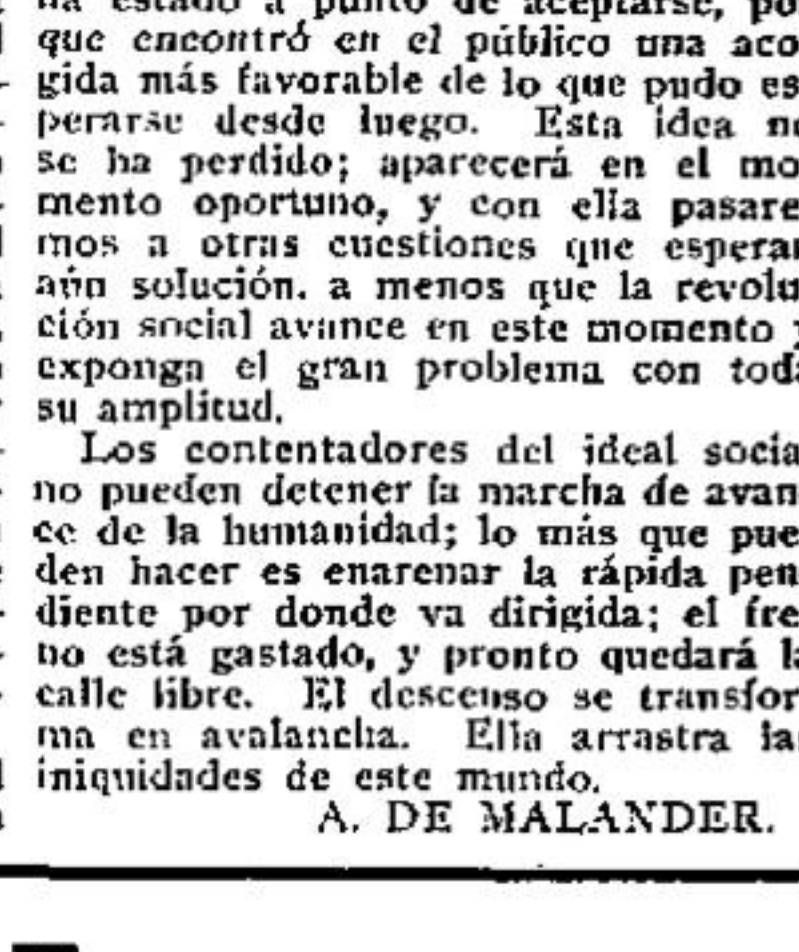 ha estado a punto de aceptarse, po
que encontró en el público una aco
gida más favorable de lo que pudo es
perarse desde luego. Esta idea n
se ha perdido; aparecerá en el mo
mento oportuno, y con ella pasare
mos a otras cuestiones que espera
aún solución. a menos que la revolu
ción social avance en este momento y
exponga el gran problema con toda
su amplitud.
Los contentadores del ideal socia
no pueden detener la marcha de avan
ce de la humanidad; lo más que pue
den hacer es enarenar la rápida pen
diente por donde va dirigida; el fre
no está gastado, y pronto quedará la
calle libre. El descenso se transfor
ma en avalancha. Ella arrastra la
iniquidades de este mundo.
A. DE MALANDER.